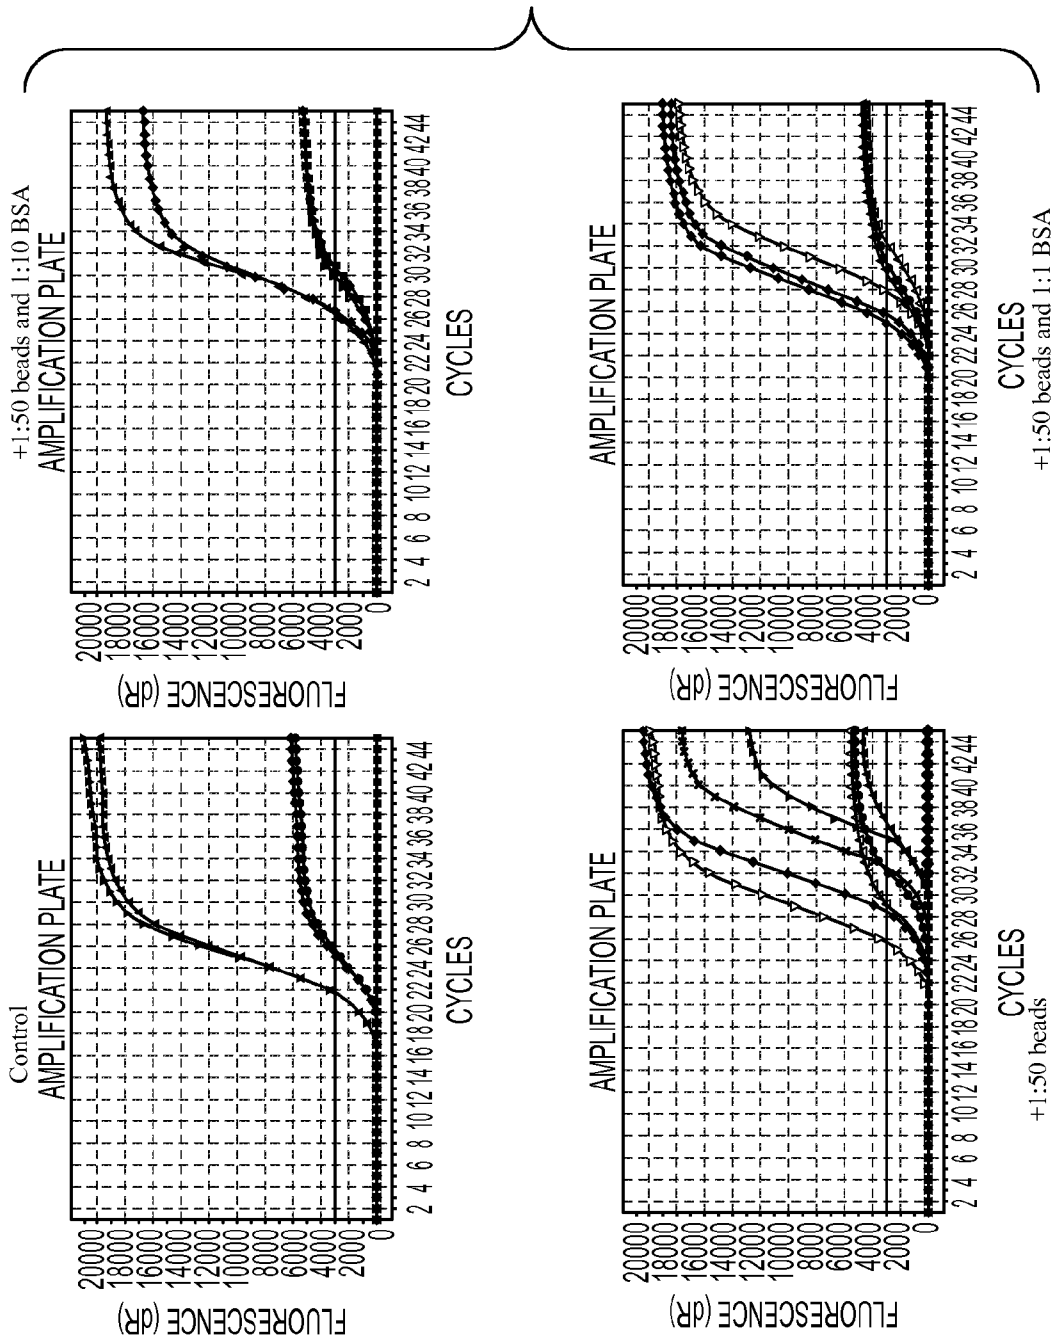 Control
AMPLIFICATION PLATE
FLUORESCENCE (dR)
20000
18000
16000
14000
12000
10000
8000
6000
4000
2000
0
2 4 6 8 10 12 14 16 18 20 22 24 26 28 30 32 34 36 38 40 42 44
CYCLES
+1:50 beads and 1:10 BSA
AMPLIFICATION PLATE
FLUORESCENCE (dR)
20000
18000
16000
14000
12000
10000
8000
6000
4000
2000
0
2 4 6 8 10 12 14 16 18 20 22 24 26 28 30 32 34 36 38 40 42 44
CYCLES
AMPLIFICATION PLATE
FLUORESCENCE (dR)
20000
18000
16000
14000
12000
10000
8000
6000
4000
2000
0
2 4 6 8 10 12 14 16 18 20 22 24 26 28 30 32 34 36 38 40 42 44
CYCLES
+1:50 beads
AMPLIFICATION PLATE
FLUORESCENCE (dR)
20000
18000
16000
14000
12000
10000
8000
6000
4000
2000
0
2 4 6 8 10 12 14 16 18 20 22 24 26 28 30 32 34 36 38 40 42 44
CYCLES
+1:50 beads and 1:1 BSA